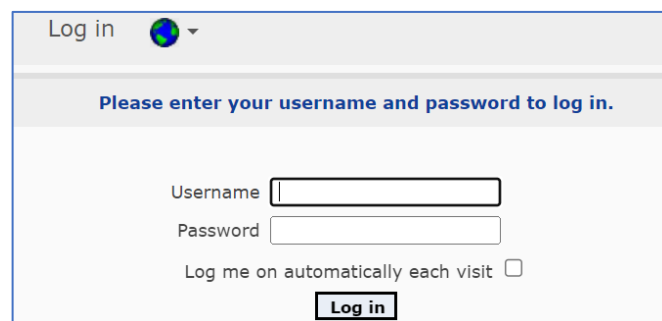 Log in
Please enter your username and password to log in.
Username
Password
Log me on automatically each visit
Log in